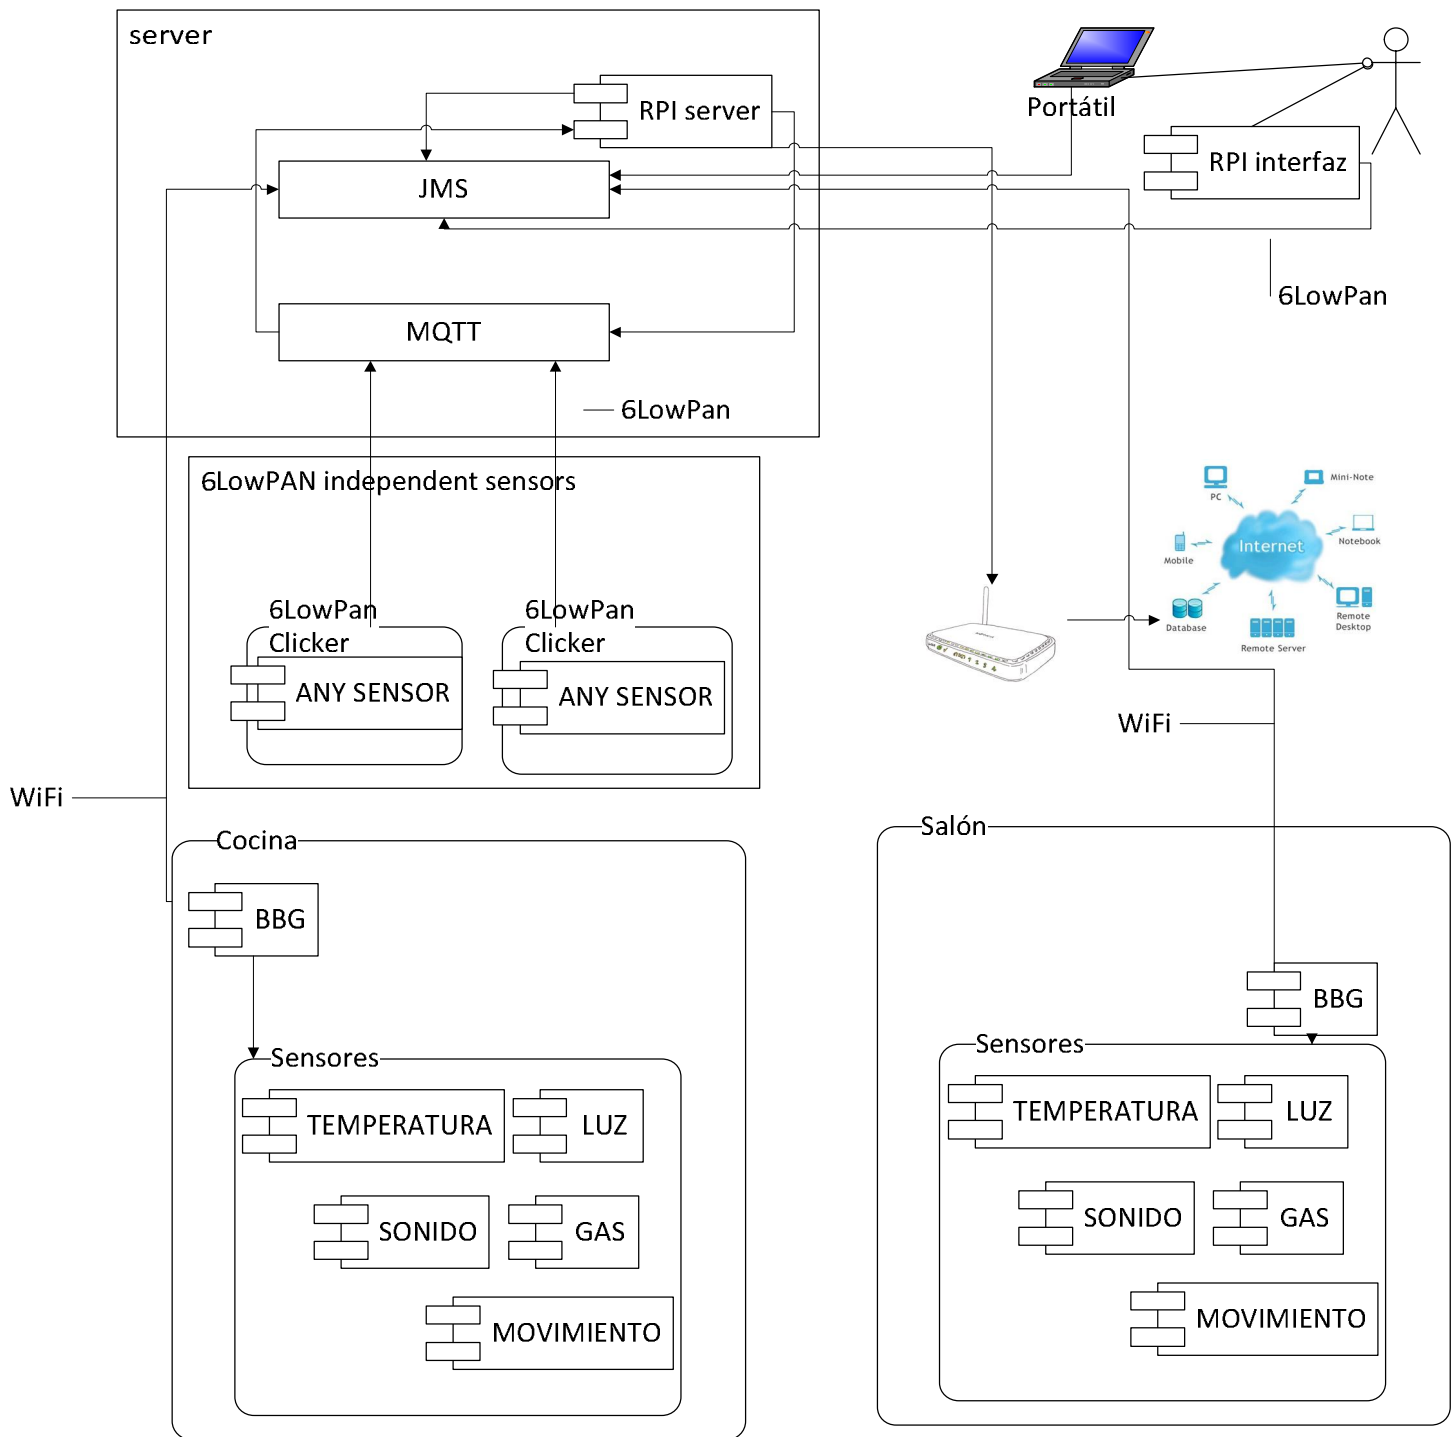 server
RPI server
Portátil
RPI interfaz
JMS
6LowPan
MQTT
6LowPan
6LowPAN independent sensors
PC
Mini-Note
Internet
Notebook
Mobile
Database
Remote
Desktop
Remote Server
6LowPan
Clicker
ANY SENSOR
6LowPan
Clicker
ANY SENSOR
WiFi
WiFi
Cocina
BBG
Sensores
TEMPERATURA
LUZ
SONIDO
GAS
MOVIMIENTO
Salón
BBG
Sensores
TEMPERATURA
LUZ
SONIDO
GAS
MOVIMIENTO